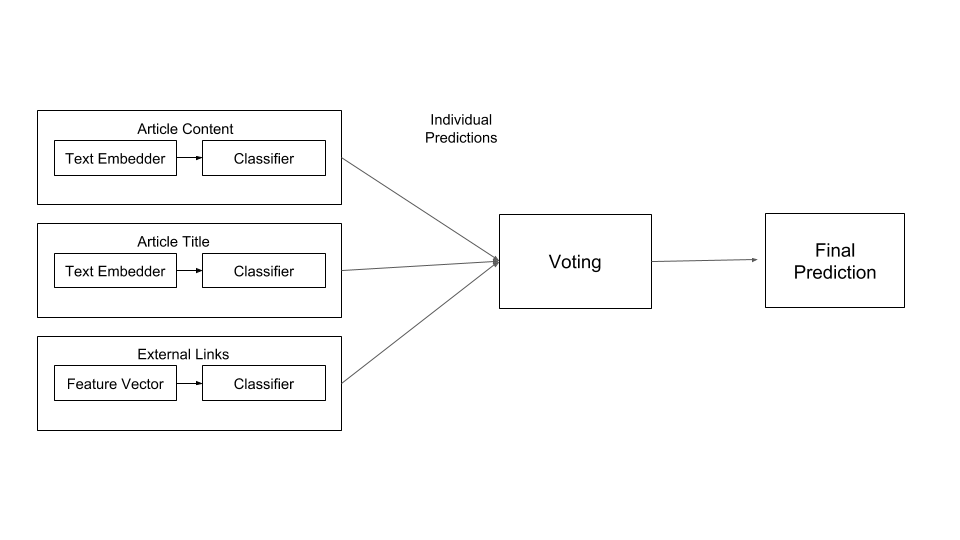 Article Content
Text Embedder
Classifier
Article Title
Text Embedder
Classifier
External Links
Feature Vector
Classifier
Individual
Predictions
Voting
Final
Prediction